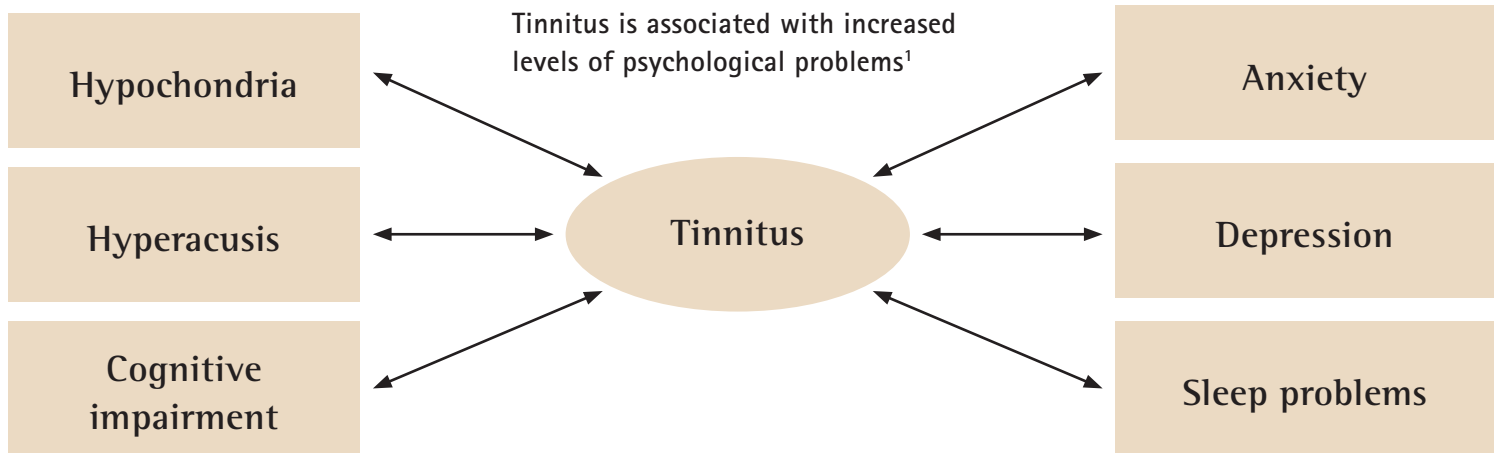 Tinnitus is associated with increased
levels of psychological problems¹
Hypochondria
Anxiety
Hyperacusis
Tinnitus
Depression
Cognitive
impairment
Sleep problems